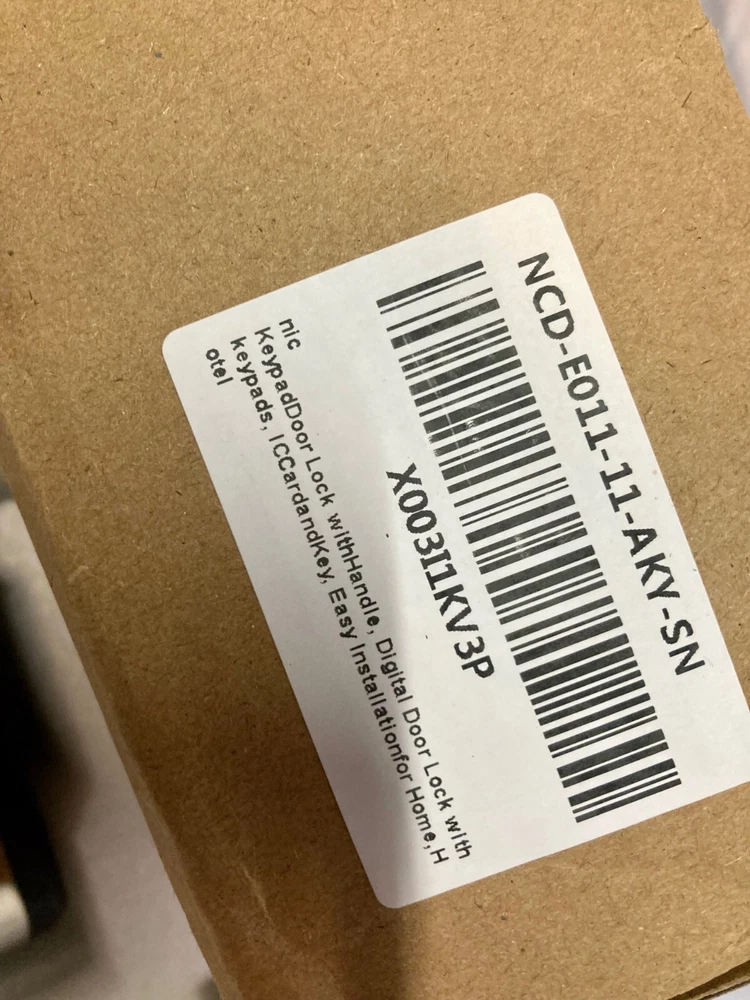 NCD-E011-11-AKY-SN
X003I1KV3P
nic
KeypadDoor Lock withHandle, Digital Door Lock with
keypads, ICCardandKey, Easy Installationfor Home,H
otel